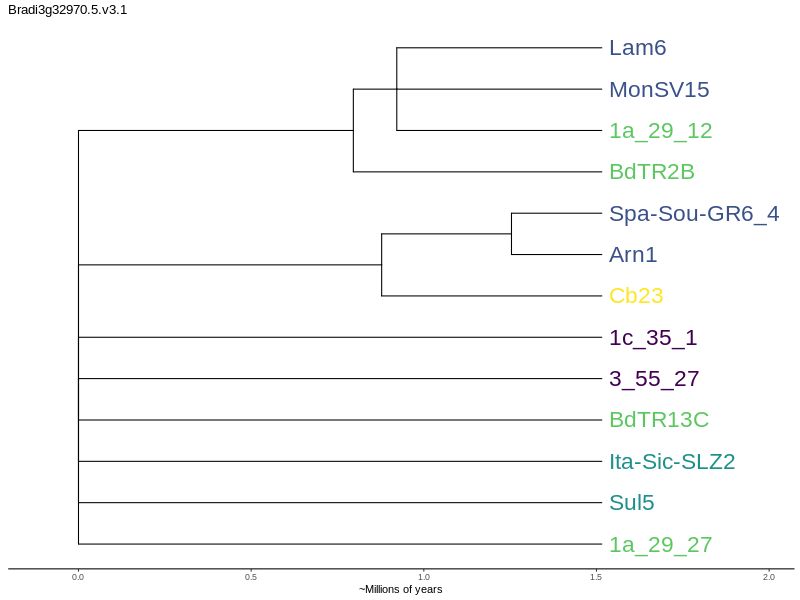 Bradi3g32970.5.v3.1
Lam6
MonSV15
1a_29_12
BdTR2B
Spa-Sou-GR6_4
Arn1
Cb23
1c_35_1
3_55_27
BdTR13C
Ita-Sic-SLZ2
Sul5
1a_29_27
0.0 0.5 1.0 1.5 2.0
~Millions of years